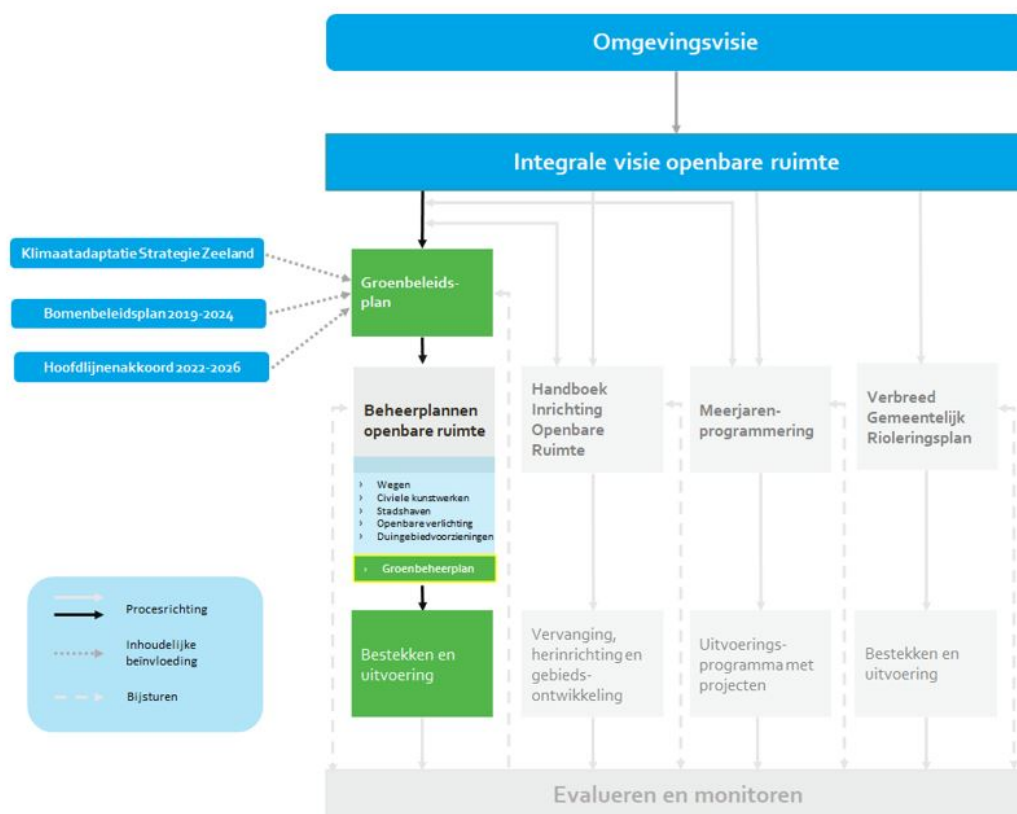 Omgevingsvisie
Integrale visie openbare ruimte
Klimaatadaptatie Strategie Zeeland
Bomenbeleidsplan 2019-2024
Hoofdlijnenakkoord 2022-2026
Groenbeleids-
plan
Beheerplannen
openbare ruimte
› Wegen
› Civiele kunstwerken
› Stadshaven
› Openbare verlichting
› Duingebiedvoorzieningen
› Groenbeheerplan
Bestekken en
uitvoering
Handboek
Inrichting
Openbare
Ruimte
Vervanging,
herinrichting en
gebieds-
ontwikkeling
Meerjaren-
programmering
Uitvoerings-
programma met
projecten
Verbreed
Gemeentelijk
Rioleringsplan
Bestekken en
uitvoering
Procesrichting
Inhoudelijke
beïnvloeding
Bijsturen
Evalueren en monitoren